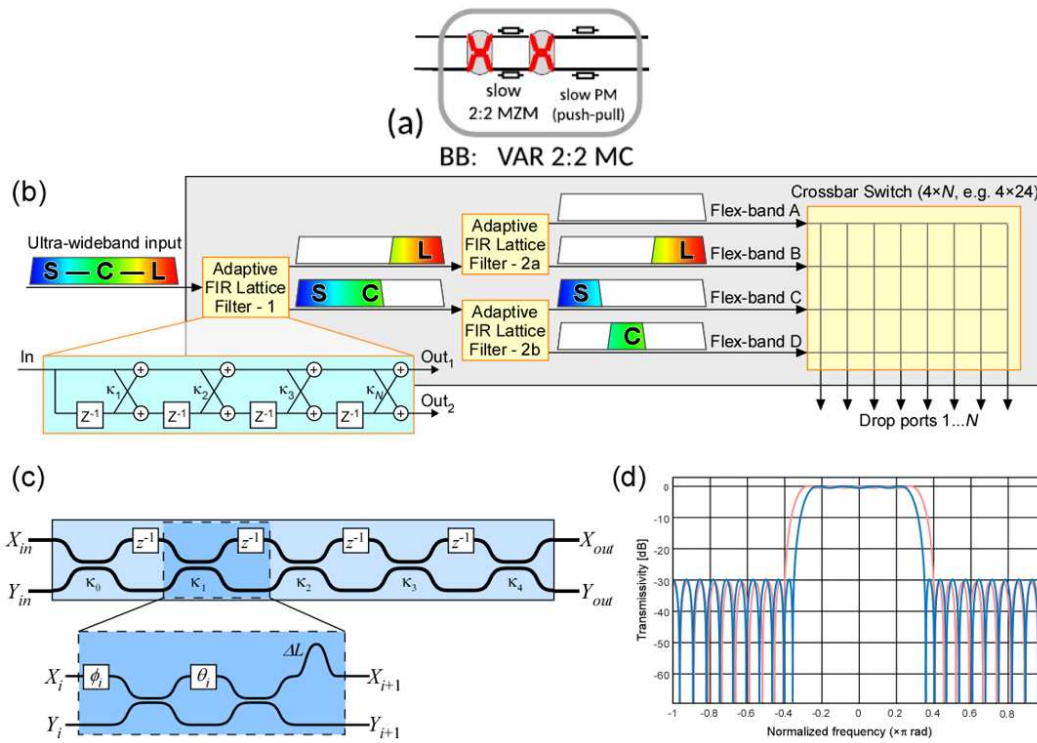 slow
2:2 MZM
slow PM
(push-pull)
(a)
BB: VAR 2:2 MC
(b)
Crossbar Switch (4×N, e.g. 4×24)
Ultra-wideband input
S — C — L
Adaptive
FIR Lattice
Filter - 1
L
S C
Adaptive
FIR Lattice
Filter - 2a
Adaptive
FIR Lattice
Filter - 2b
Flex-band A
L
Flex-band B
S
Flex-band C
C
Flex-band D
In
κ1
κ2
κ3
κN
Z-1
Z-1
Z-1
Z-1
Out1
Out2
Drop ports 1...N
(c)
Xin
z-1
z-1
z-1
z-1
Xout
Yin
κ0
κ1
κ2
κ3
κ4
Yout
ΔL
Xi
ϕi
θi
Xi+1
Yi
Yi+1
(d)
Transmissivity [dB]
0
-10
-20
-30
-40
-50
-60
-1
-0.8
-0.6
-0.4
-0.2
0
0.2
0.4
0.6
0.8
Normalized frequency (×π rad)